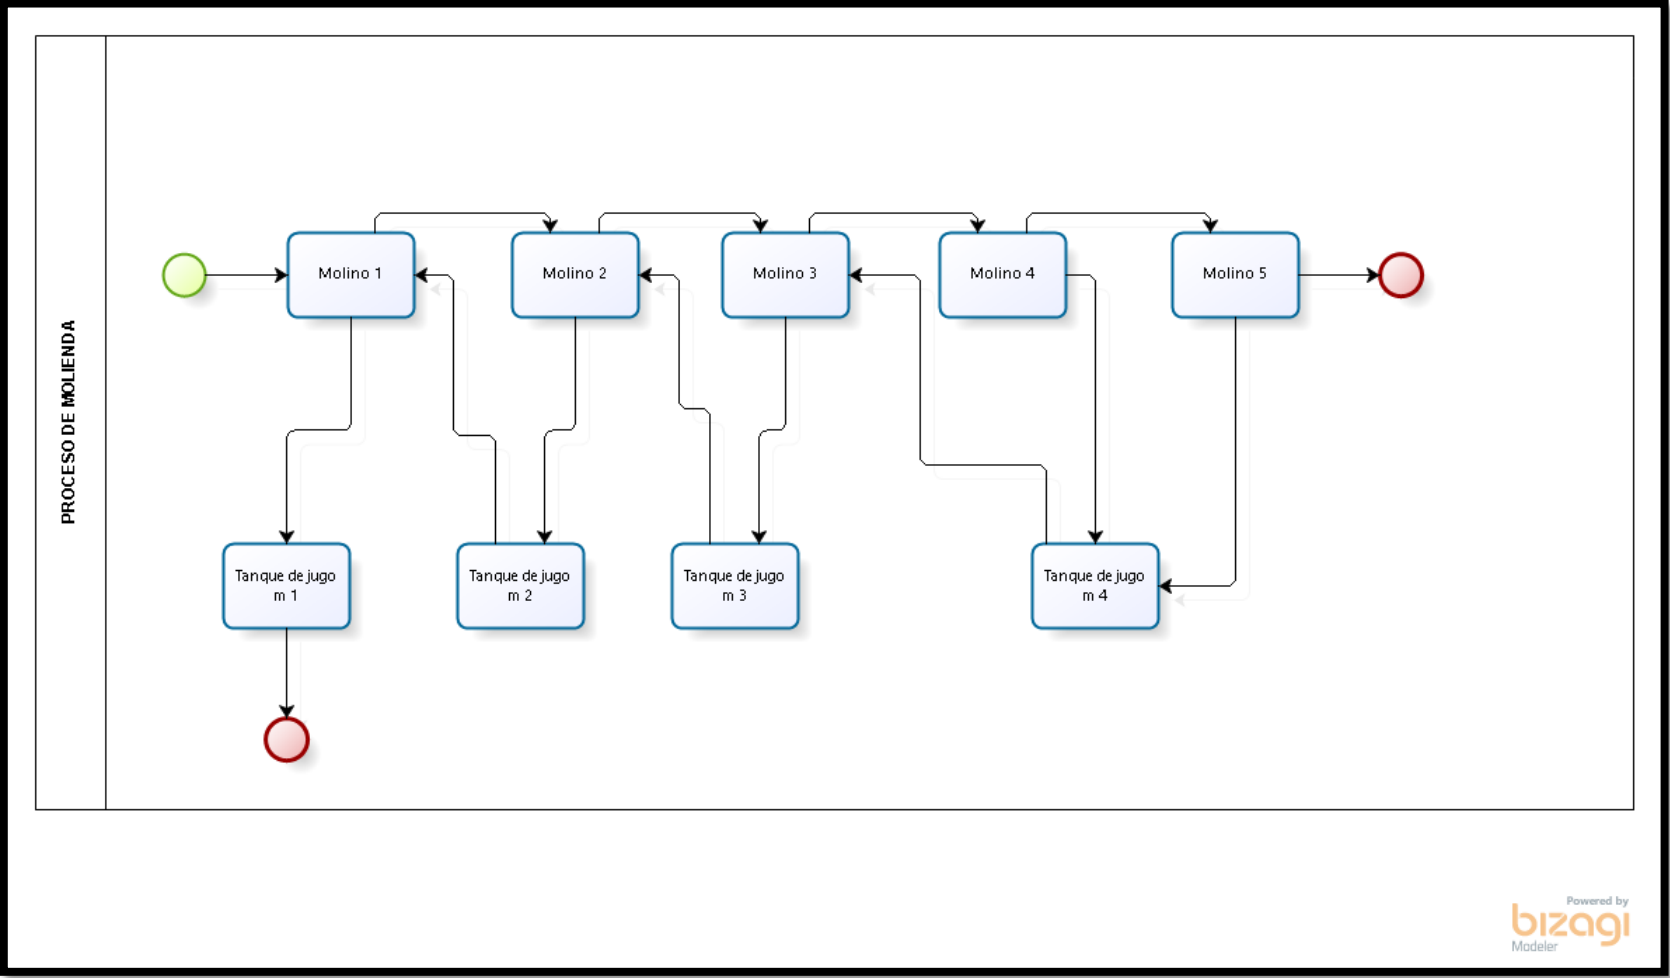 PROCESO DE MOLIENDA
Molino 1
Molino 2
Molino 3
Molino 4
Molino 5
Tanque de jugo
m 1
Tanque de jugo
m 2
Tanque de jugo
m 3
Tanque de jugo
m 4
Powered by
bizagi
Modeler